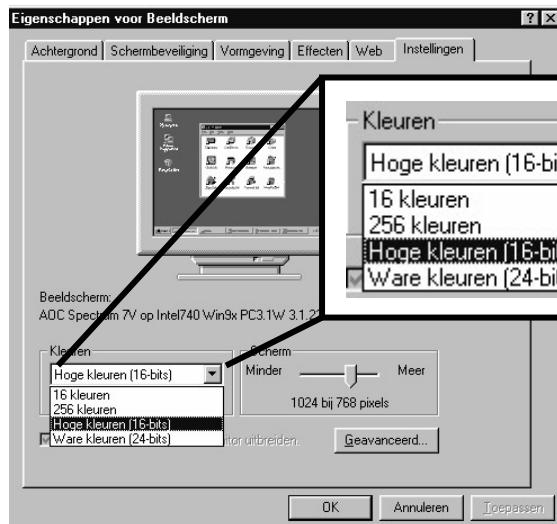 Eigenschappen voor Beeldscherm
Achtergrond Schermbeveiliging Vormgeving Effecten Web Instellingen
Kleuren
Hoge kleuren (16-bi
16 kleuren
256 kleuren
Hoge kleuren (16-bi
Ware kleuren (24-bi
Beeldscherm:
AOC Spectrum 7V op Intel740 Win9x PC3.1W 3.1.2
Kleuren
Hoge kleuren (16-bits)
16 kleuren
256 kleuren
Hoge kleuren (16-bits)
Ware kleuren (24-bits)
Scherm
Minder Meer
1024 bij 768 pixels
uitbreiden.
Geavanceerd...
OK Annuleren Toepassen